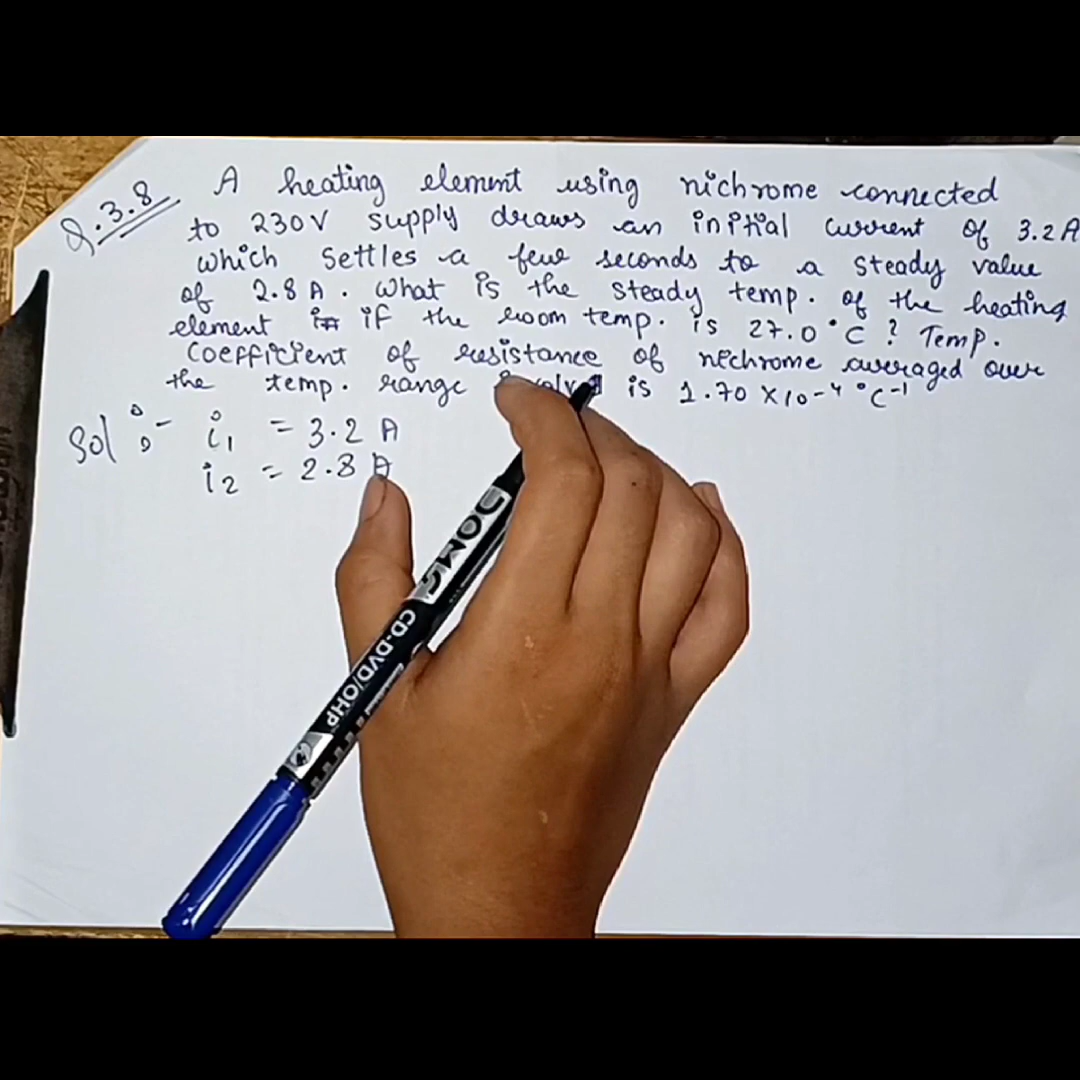 Q.3.8 A heating element using nichrome connected
to 230V supply draws an initial current of 3.2 A
which settles a few seconds to a steady value
of 2.8 A. What is the steady temp. of the heating
element in if the room temp. is 27.0 °C? Temp.
coefficient of resistance of nichrome averaged over
the temp. range is 1.70 × 10⁻⁴ °C⁻¹
Sol :- i₁ = 3.2 A
i₂ = 2.8 A
DOMS
CD-DVD/OHP